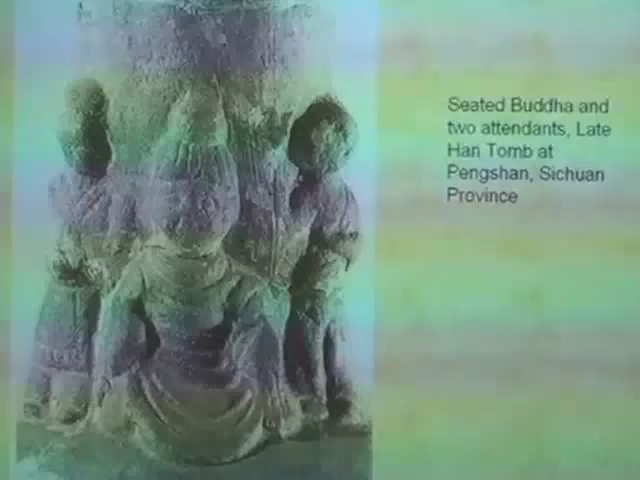 Seated Buddha and
two attendants, Late
Han Tomb at
Pengshan, Sichuan
Province